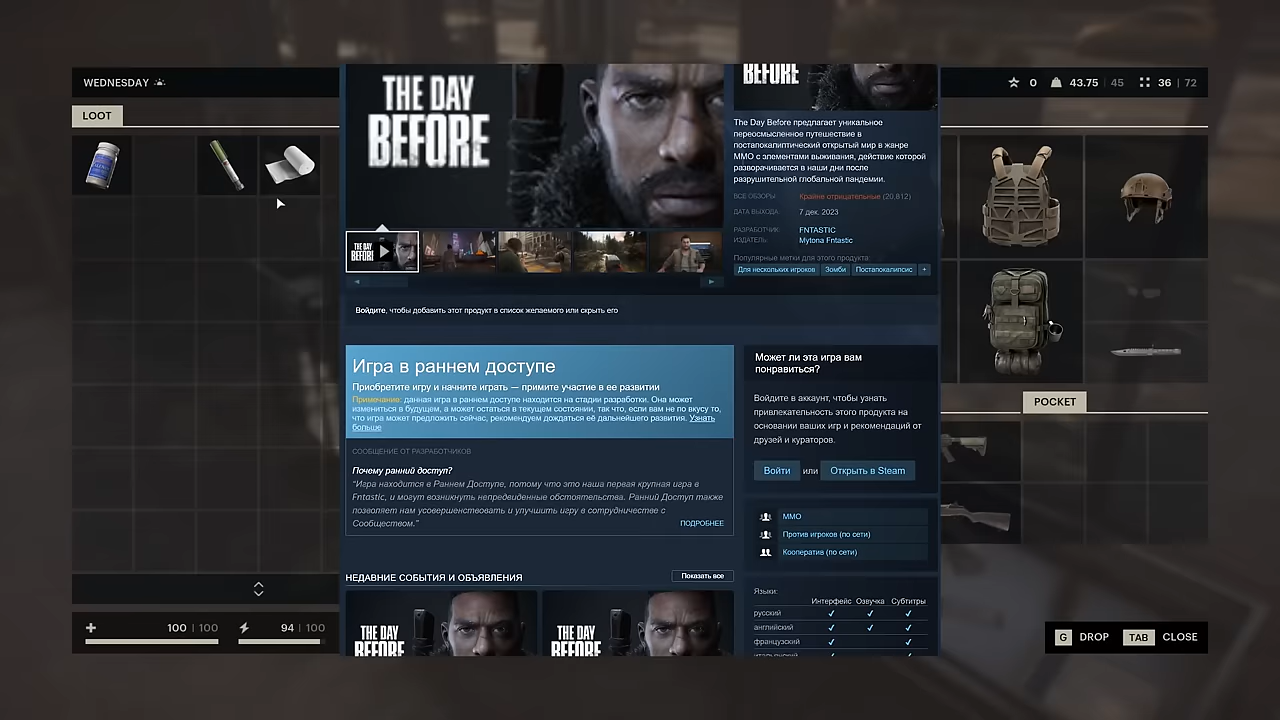 WEDNESDAY
0 43.75 | 45 36 | 72
LOOT
THE DAY
BEFORE
BEFORE
The Day Before предлагает уникальное
переосмысленное путешествие в
постапокалиптический открытый мир в жанре
ММО с элементами выживания, действие которой
разворачивается в наши дни после
разрушительной глобальной пандемии.
ВСЕ ОБЗОРЫ: Крайне отрицательные (20,812)
ДАТА ВЫХОДА: 7 дек. 2023
РАЗРАБОТЧИК: FNTASTIC
ИЗДАТЕЛЬ: Mytona Fntastic
Популярные метки для этого продукта:
Для нескольких игроков Зомби Постапокалипсис +
THE DAY
BEFORE
Войдите, чтобы добавить этот продукт в список желаемого или скрыть его
Игра в раннем доступе
Приобретите игру и начните играть — примите участие в ее развитии
Примечание: данная игра в раннем доступе находится на стадии разработки. Она может
измениться в будущем, а может остаться в текущем состоянии, так что, если вам не по вкусу то,
что игра может предложить сейчас, рекомендуем дождаться её дальнейшего развития. Узнать
больше
СООБЩЕНИЕ ОТ РАЗРАБОТЧИКОВ
Почему ранний доступ?
“Игра находится в Раннем Доступе, потому что это наша первая крупная игра в
Fntastic, и могут возникнуть непредвиденные обстоятельства. Ранний Доступ также
позволяет нам усовершенствовать и улучшить игру в сотрудничестве с
Сообществом.”
ПОДРОБНЕЕ
НЕДАВНИЕ СОБЫТИЯ И ОБЪЯВЛЕНИЯ
Показать все
THE DAY
BEFORE
THE DAY
BEFORE
Может ли эта игра вам
понравиться?
Войдите в аккаунт, чтобы узнать
привлекательность этого продукта на
основании ваших игр и рекомендаций от
друзей и кураторов.
Войти или Открыть в Steam
ММО
Против игроков (по сети)
Кооператив (по сети)
Языки:
Интерфейс Озвучка Субтитры
русский ✓ ✓ ✓
английский ✓ ✓ ✓
французский ✓ ✓
итальянский
POCKET
100 | 100 94 | 100
G DROP TAB CLOSE